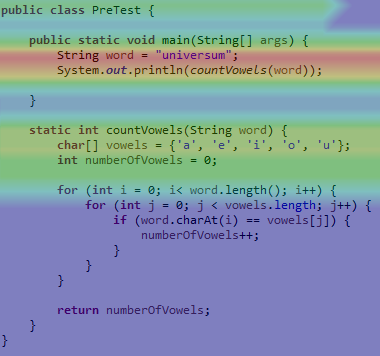 public class PreTest {
    public static void main(String[] args) {
        String word = "universum";
        System.out.println(countVowels(word));
    }
    static int countVowels(String word) {
        char[] vowels = {'a', 'e', 'i', 'o', 'u'};
        int numberOfVowels = 0;
        for (int i = 0; i< word.length(); i++) {
            for (int j = 0; j < vowels.length; j++) {
                if (word.charAt(i) == vowels[j]) {
                    numberOfVowels++;
                }
            }
        }
        return numberOfVowels;
    }
}